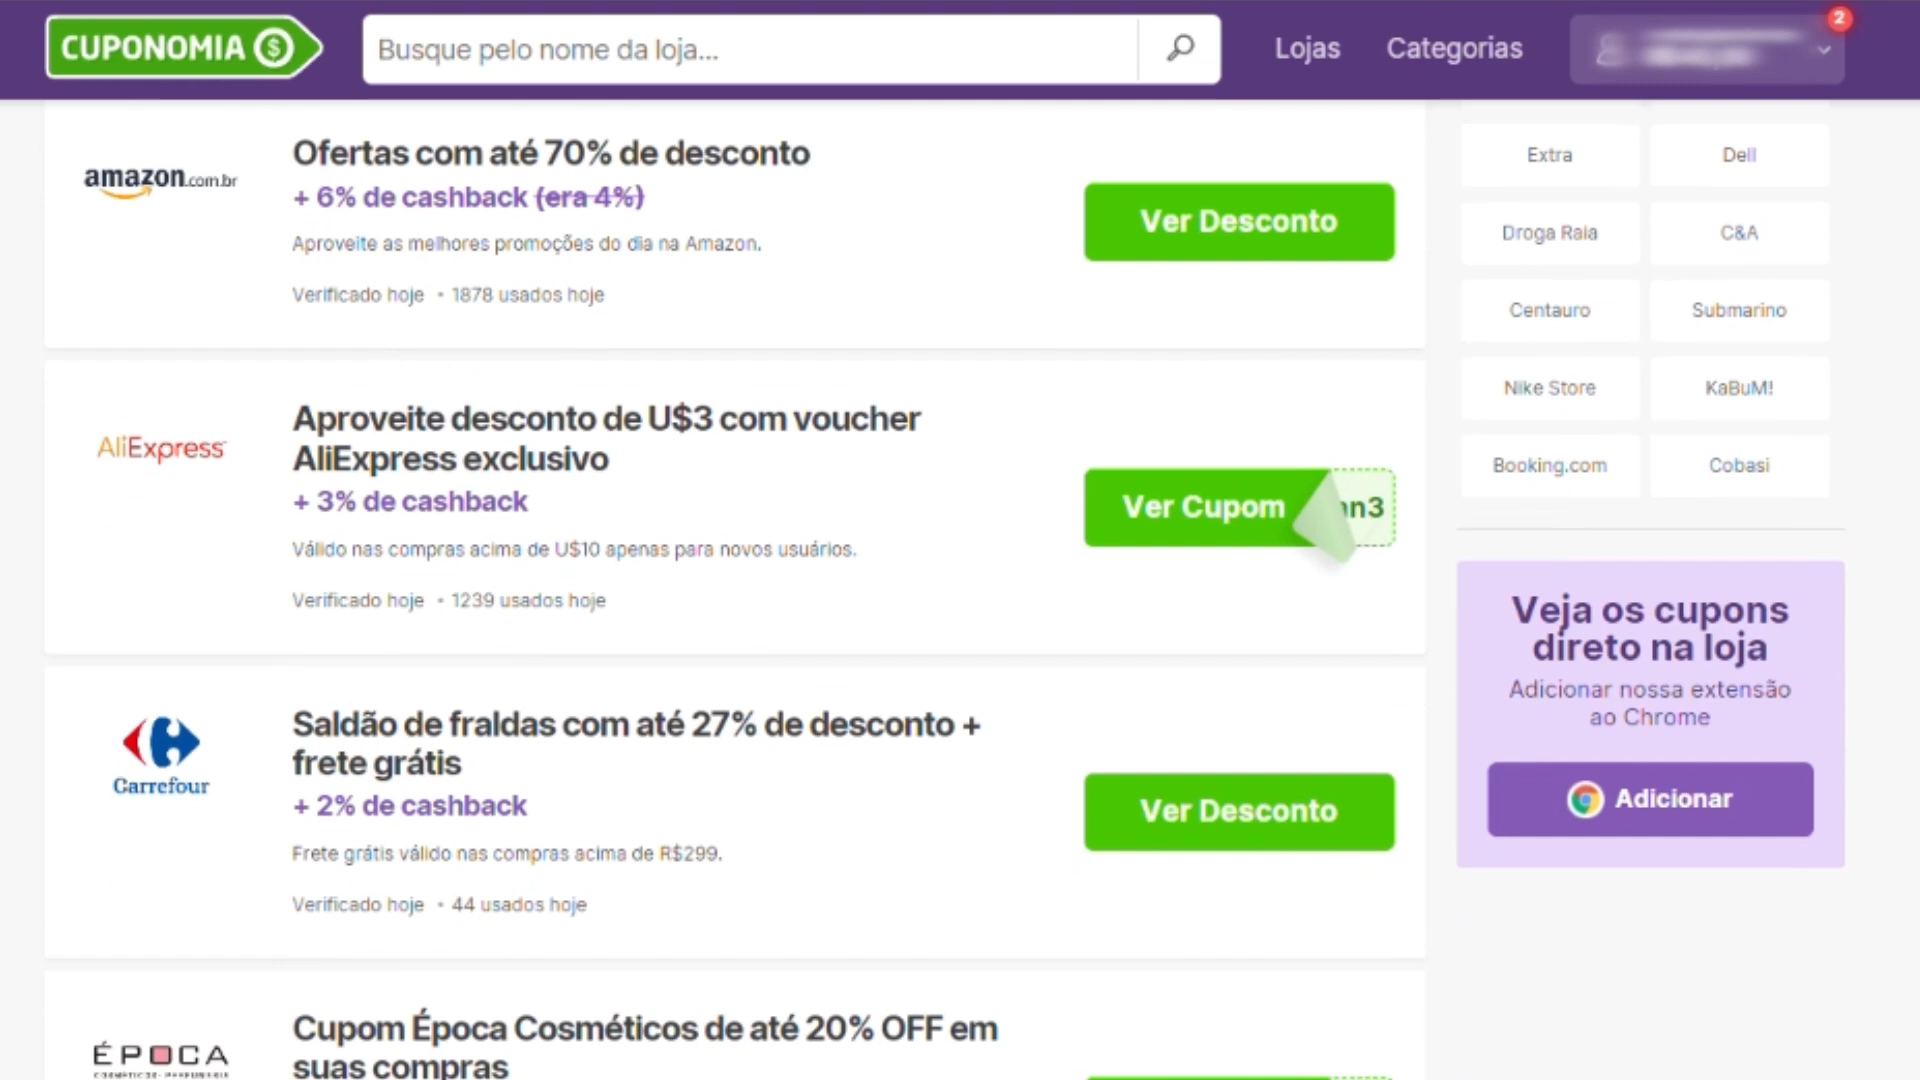 CUPONOMIA $
Busque pelo nome da loja...
Lojas
Categorias
2
amazon.com.br
Ofertas com até 70% de desconto
+ 6% de cashback (era 4%)
Aproveite as melhores promoções do dia na Amazon.
Verificado hoje • 1878 usados hoje
Ver Desconto
AliExpress
Aproveite desconto de U$3 com voucher
AliExpress exclusivo
+ 3% de cashback
Válido nas compras acima de U$10 apenas para novos usuários.
Verificado hoje • 1239 usados hoje
Ver Cupom
n3
Carrefour
Saldão de fraldas com até 27% de desconto +
frete grátis
+ 2% de cashback
Frete grátis válido nas compras acima de R$299.
Verificado hoje • 44 usados hoje
Ver Desconto
ÉPOCA
Cupom Época Cosméticos de até 20% OFF em
suas compras
Extra
Dell
Droga Raia
C&A
Centauro
Submarino
Nike Store
KaBuM!
Booking.com
Cobasi
Veja os cupons
direto na loja
Adicionar nossa extensão
ao Chrome
Adicionar